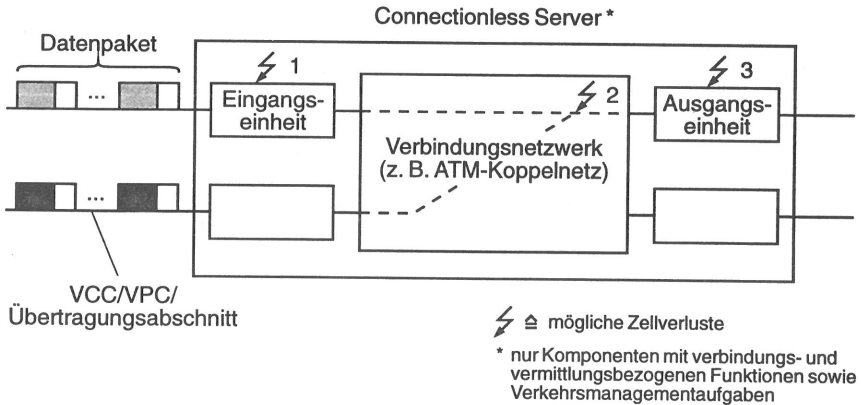 Connectionless Server *
Datenpaket
1
2
3
...
...
Eingangs-
einheit
Ausgangs-
einheit
Verbindungsnetzwerk
(z. B. ATM-Koppelnetz)
...
...
VCC/VPC/
Übertragungsabschnitt
≙ mögliche Zellverluste
* nur Komponenten mit verbindungs- und
vermittlungsbezogenen Funktionen sowie
Verkehrsmanagementaufgaben